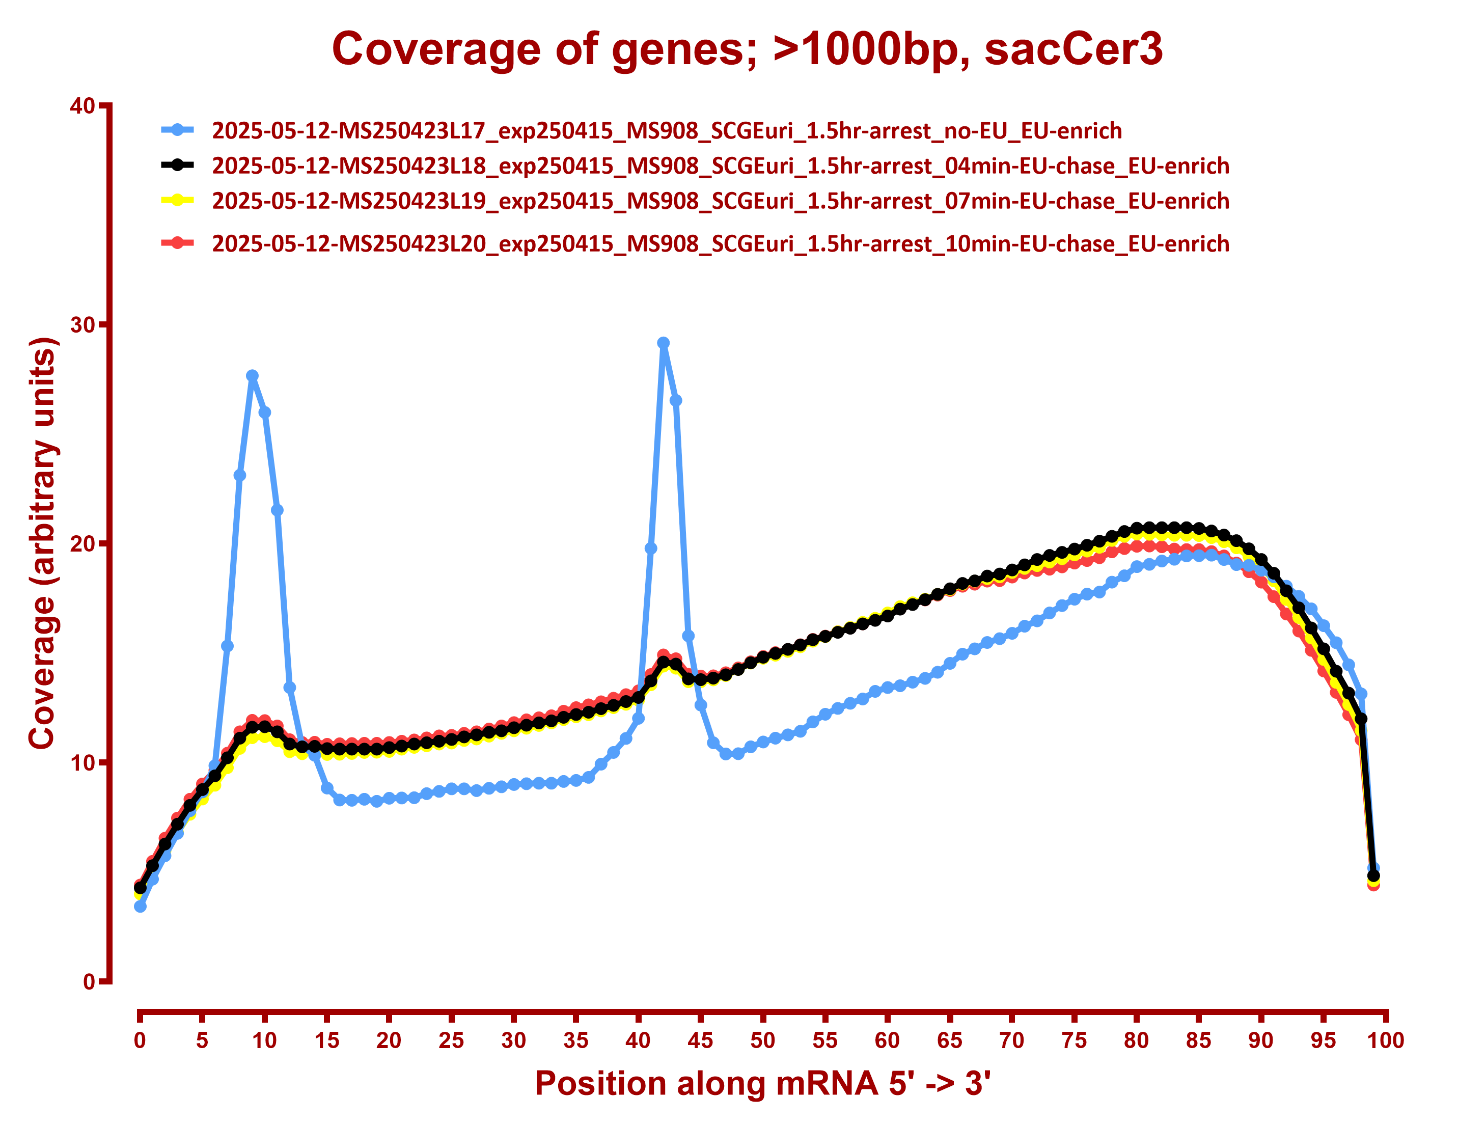 Coverage of genes; >1000bp, sacCer3
40
2025-05-12-MS250423L17_exp250415_MS908_SCGEuri_1.5hr-arrest_no-EU_EU-enrich
2025-05-12-MS250423L18_exp250415_MS908_SCGEuri_1.5hr-arrest_04min-EU-chase_EU-enrich
2025-05-12-MS250423L19_exp250415_MS908_SCGEuri_1.5hr-arrest_07min-EU-chase_EU-enrich
2025-05-12-MS250423L20_exp250415_MS908_SCGEuri_1.5hr-arrest_10min-EU-chase_EU-enrich
30
20
10
0
Coverage (arbitrary units)
0 5 10 15 20 25 30 35 40 45 50 55 60 65 70 75 80 85 90 95 100
Position along mRNA 5' -> 3'